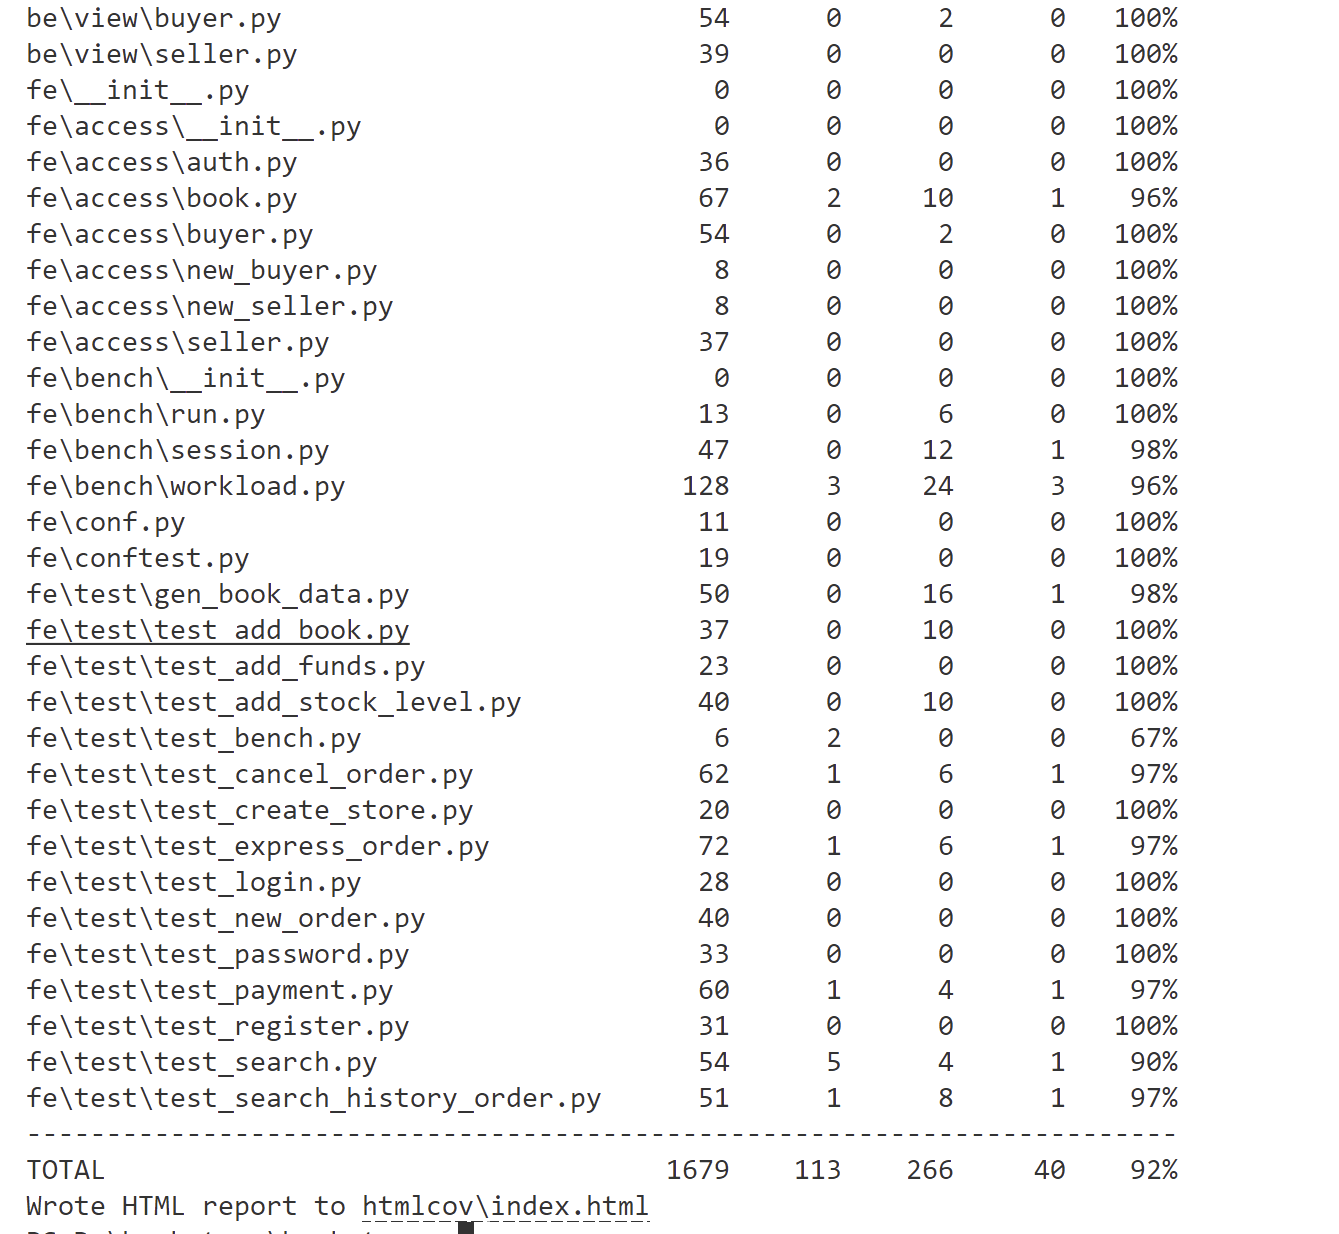 be\view\buyer.py 54 0 2 0 100%
be\view\seller.py 39 0 0 0 100%
fe\__init__.py 0 0 0 0 100%
fe\access\__init__.py 0 0 0 0 100%
fe\access\auth.py 36 0 0 0 100%
fe\access\book.py 67 2 10 1 96%
fe\access\buyer.py 54 0 2 0 100%
fe\access\new_buyer.py 8 0 0 0 100%
fe\access\new_seller.py 8 0 0 0 100%
fe\access\seller.py 37 0 0 0 100%
fe\bench\__init__.py 0 0 0 0 100%
fe\bench\run.py 13 0 6 0 100%
fe\bench\session.py 47 0 12 1 98%
fe\bench\workload.py 128 3 24 3 96%
fe\conf.py 11 0 0 0 100%
fe\conftest.py 19 0 0 0 100%
fe\test\gen_book_data.py 50 0 16 1 98%
fe\test\test_add_book.py 37 0 10 0 100%
fe\test\test_add_funds.py 23 0 0 0 100%
fe\test\test_add_stock_level.py 40 0 10 0 100%
fe\test\test_bench.py 6 2 0 0 67%
fe\test\test_cancel_order.py 62 1 6 1 97%
fe\test\test_create_store.py 20 0 0 0 100%
fe\test\test_express_order.py 72 1 6 1 97%
fe\test\test_login.py 28 0 0 0 100%
fe\test\test_new_order.py 40 0 0 0 100%
fe\test\test_password.py 33 0 0 0 100%
fe\test\test_payment.py 60 1 4 1 97%
fe\test\test_register.py 31 0 0 0 100%
fe\test\test_search.py 54 5 4 1 90%
fe\test\test_search_history_order.py 51 1 8 1 97%
------------------------------------------------------------------------
TOTAL 1679 113 266 40 92%
Wrote HTML report to htmlcov\index.html